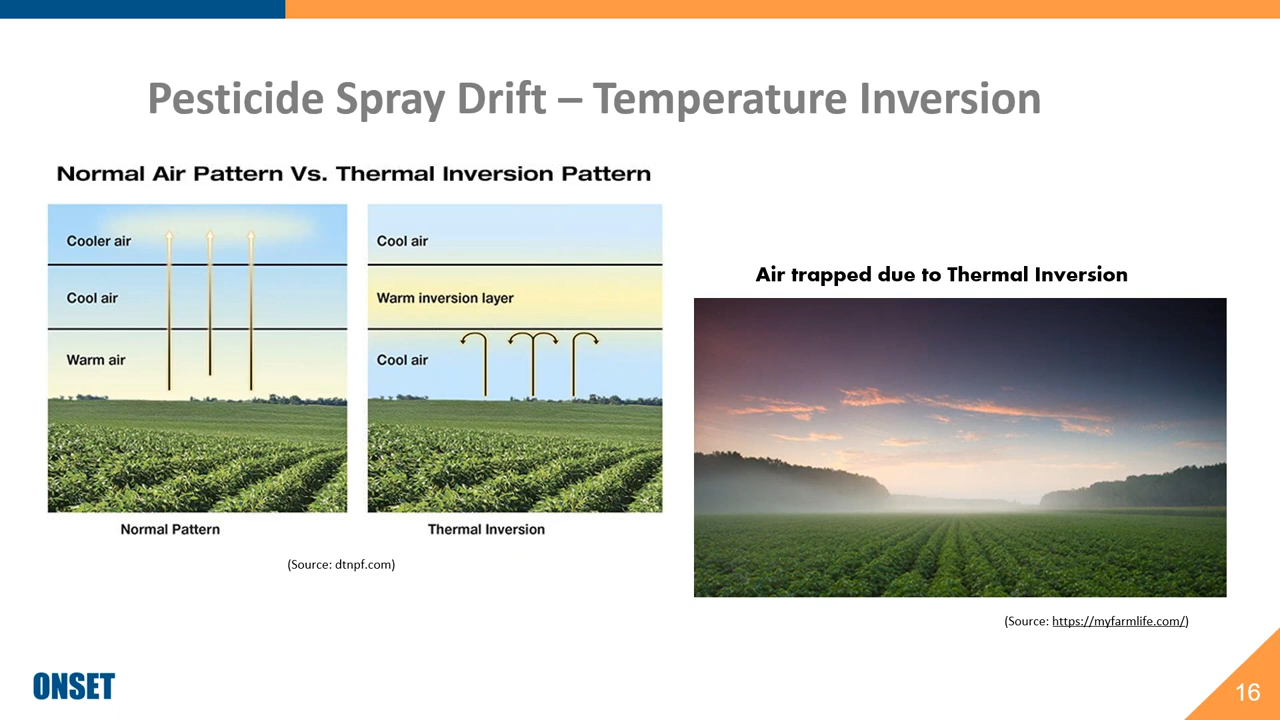 Pesticide Spray Drift – Temperature Inversion
Normal Air Pattern Vs. Thermal Inversion Pattern
Cooler air
Cool air
Warm air
Normal Pattern
Cool air
Warm inversion layer
Cool air
Thermal Inversion
(Source: dtnpf.com)
Air trapped due to Thermal Inversion
(Source: https://myfarmlife.com/)
ONSET
16